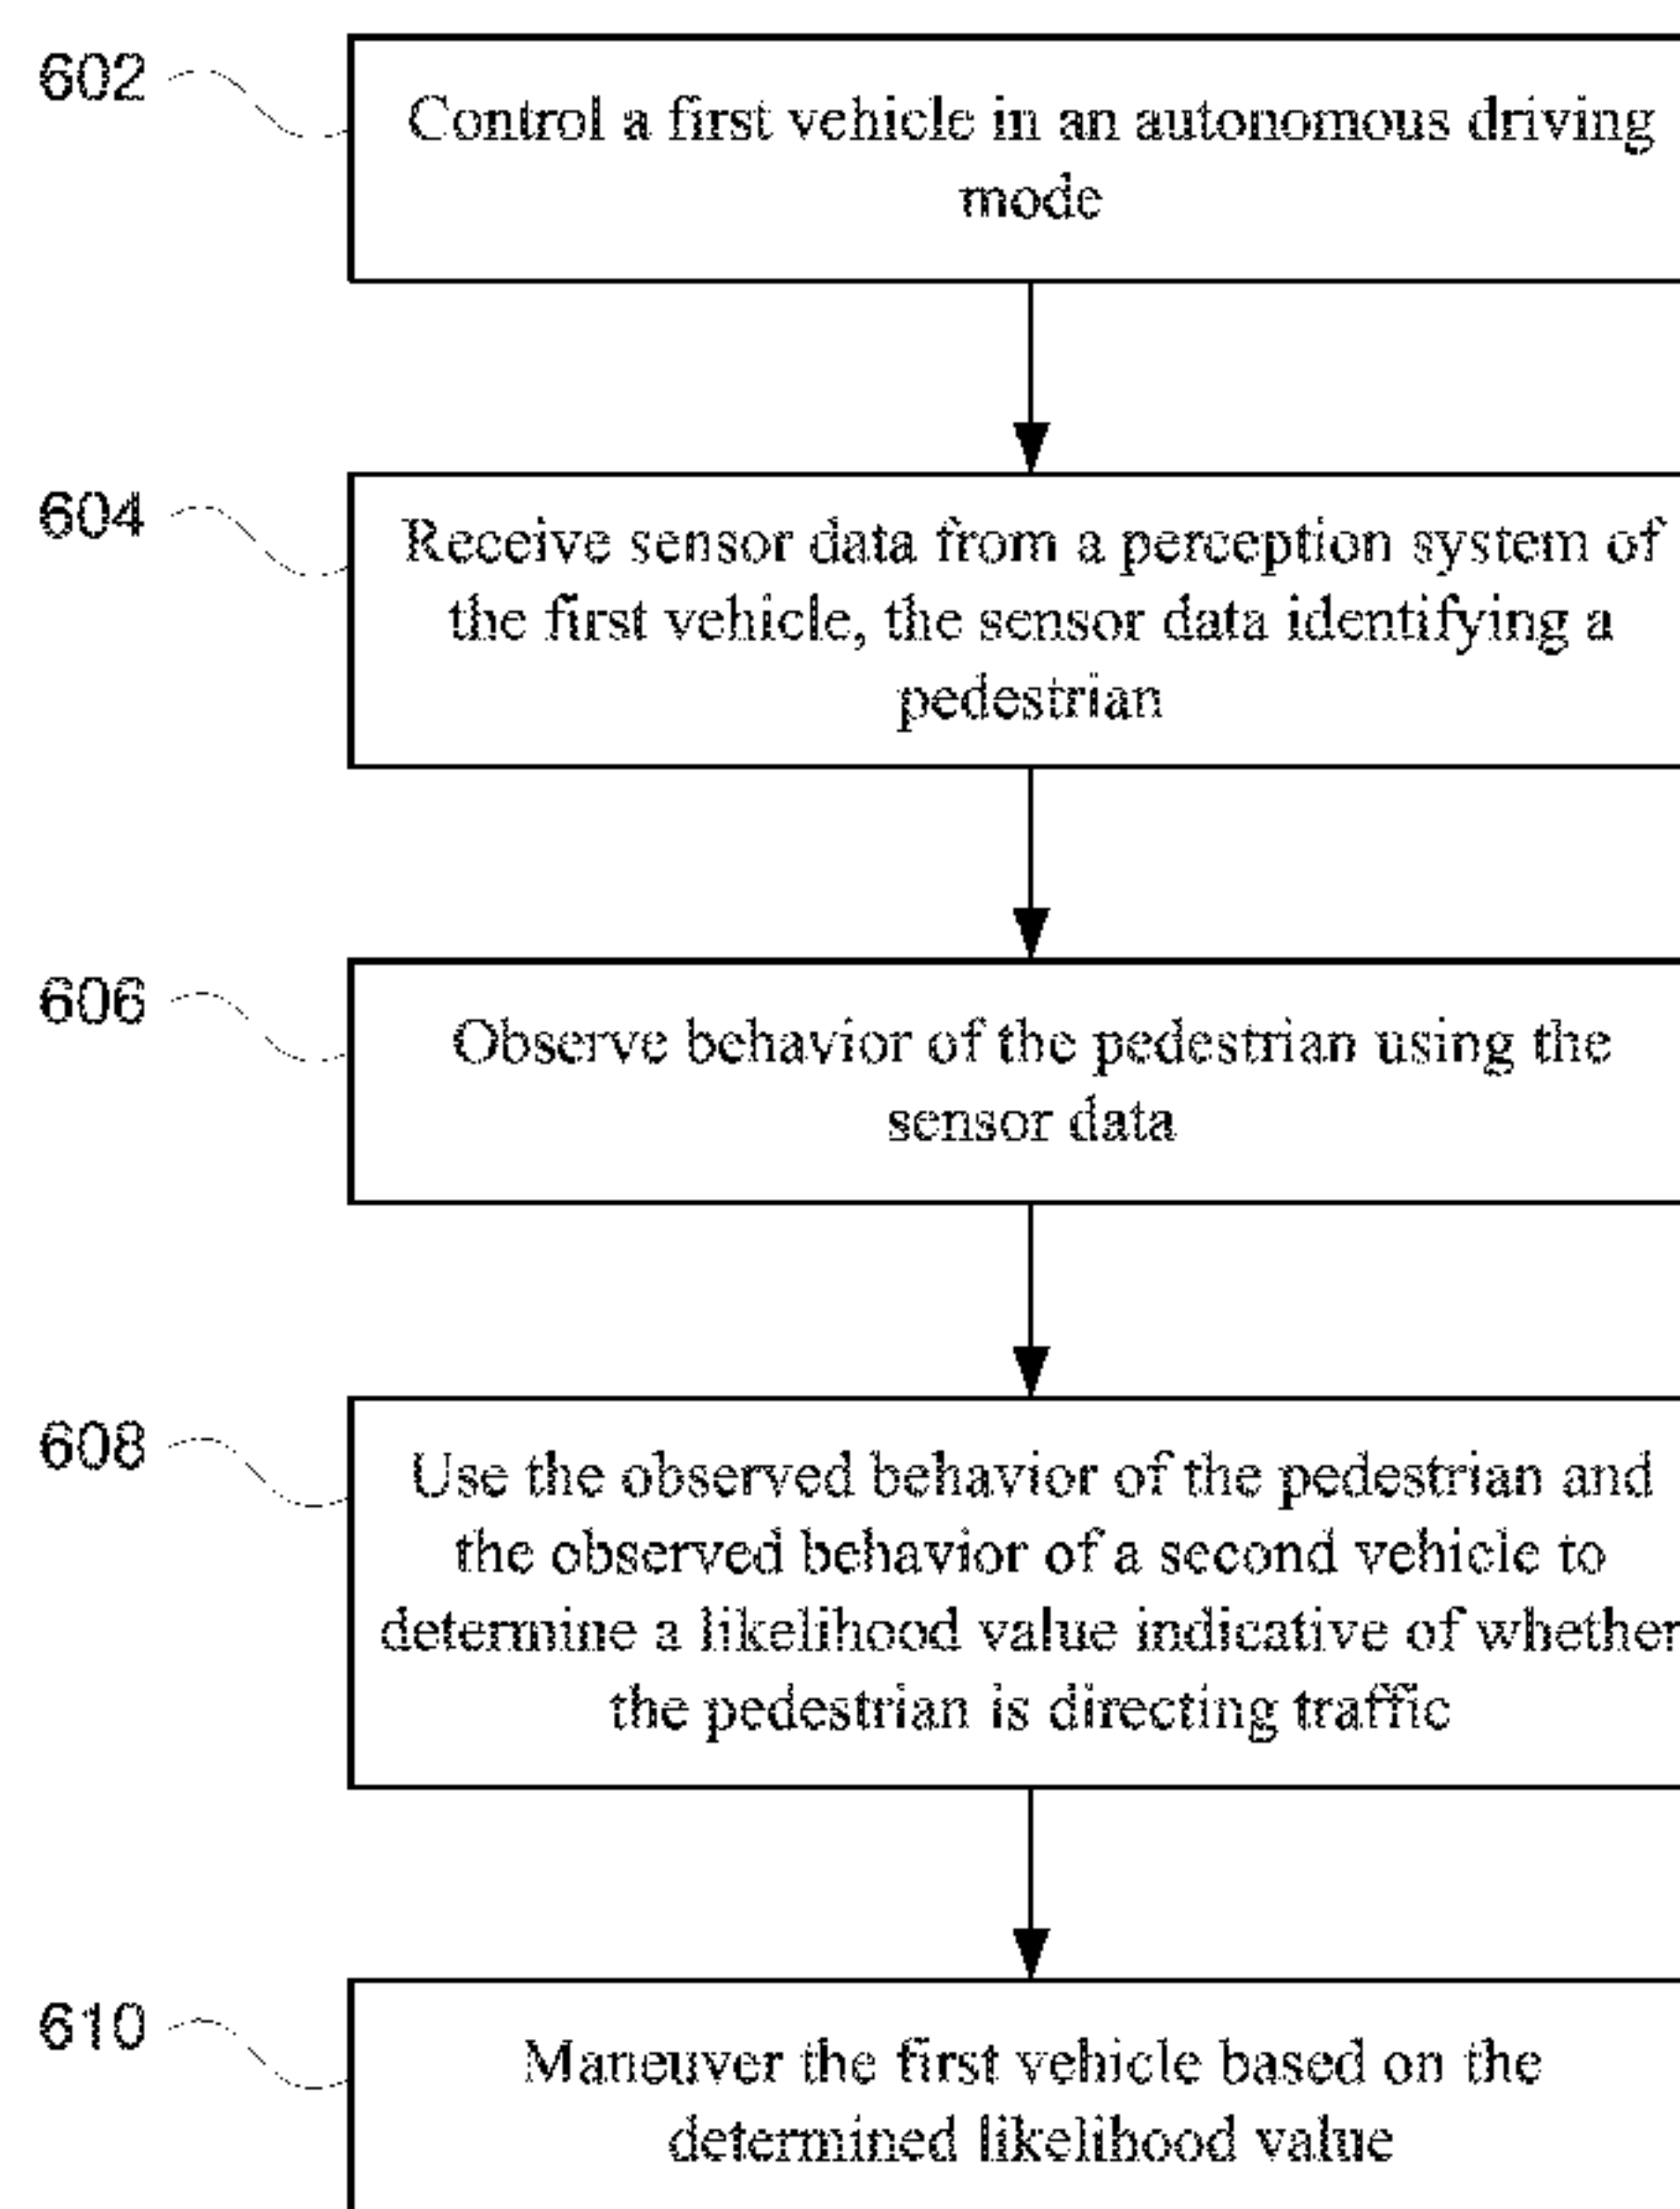 602
Control a first vehicle in an autonomous driving
mode
604
Receive sensor data from a perception system of
the first vehicle, the sensor data identifying a
pedestrian
606
Observe behavior of the pedestrian using the
sensor data
608
Use the observed behavior of the pedestrian and
the observed behavior of a second vehicle to
determine a likelihood value indicative of whether
the pedestrian is directing traffic
610
Maneuver the first vehicle based on the
determined likelihood value